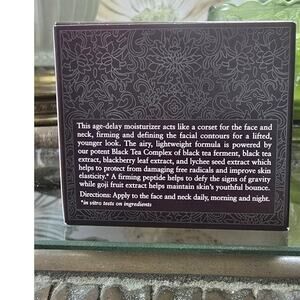 This age-delay moisturizer acts like a corset for the face and
neck, firming and defining the facial contours for a lifted,
younger look. The airy, lightweight formula is powered by
our potent Black Tea Complex of black tea ferment, black tea
extract, blackberry leaf extract, and lychee seed extract which
helps to protect from damaging free radicals and improve skin
elasticity.* A firming peptide helps to defy the signs of gravity
while goji fruit extract helps maintain skin's youthful bounce.
Directions: Apply to the face and neck daily, morning and night.
*in vitro tests on ingredients